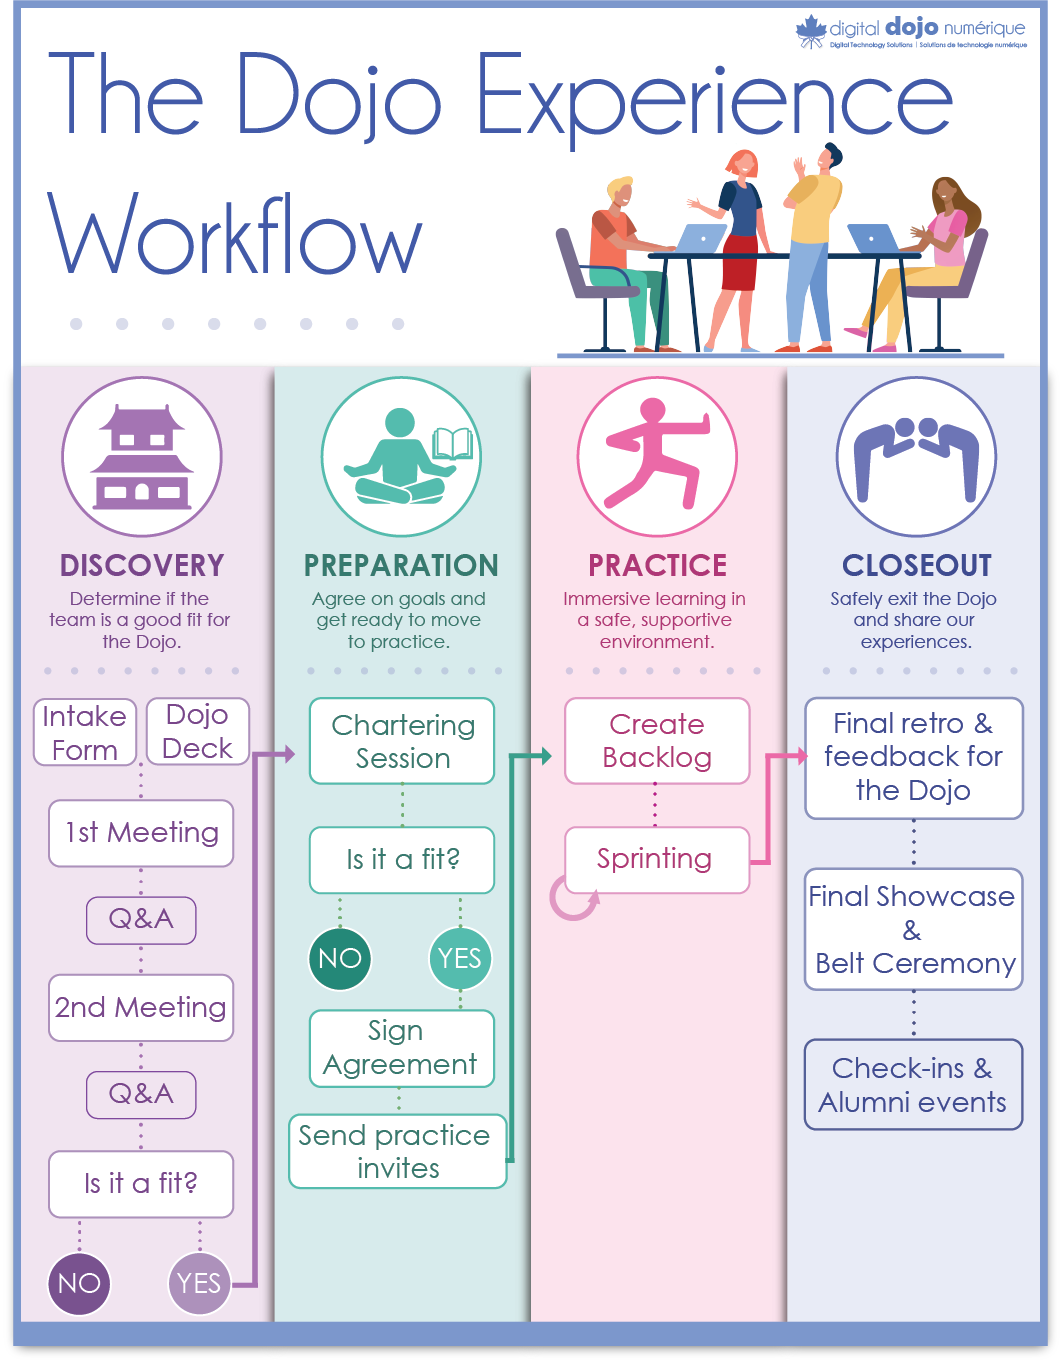 digital dojo numérique
Digital Technology Solutions | Solutions de technologie numérique
The Dojo Experience
Workflow
DISCOVERY
Determine if the
team is a good fit for
the Dojo.
Intake
Form
Dojo
Deck
1st Meeting
Q&A
2nd Meeting
Q&A
Is it a fit?
NO
YES
PREPARATION
Agree on goals and
get ready to move
to practice.
Chartering
Session
Is it a fit?
NO
YES
Sign
Agreement
Send practice
invites
PRACTICE
Immersive learning in
a safe, supportive
environment.
Create
Backlog
Sprinting
CLOSEOUT
Safely exit the Dojo
and share our
experiences.
Final retro &
feedback for
the Dojo
Final Showcase
&
Belt Ceremony
Check-ins &
Alumni events